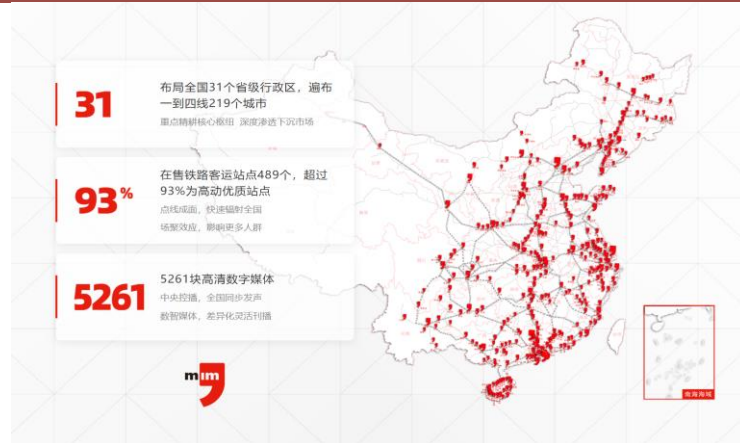 31
布局全国31个省级行政区，遍布
一到四线219个城市
重点精耕核心枢纽 深度渗透下沉市场
93%
在售铁路客运站点489个，超过
93%为高动优质站点
点线成面，快速辐射全国
场聚效应，影响更多人群
5261
5261块高清数字媒体
中央控播，全国同步发声
数智媒体，差异化灵活刊播
mım
南海海域